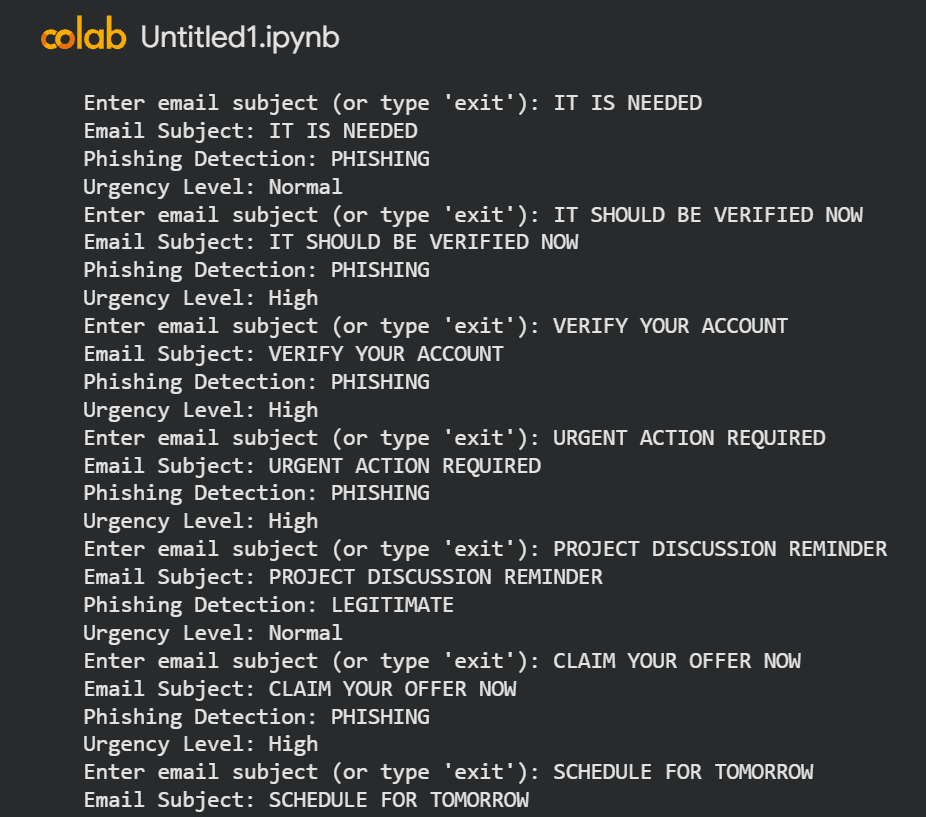 colab Untitled1.ipynb
Enter email subject (or type 'exit'): IT IS NEEDED
Email Subject: IT IS NEEDED
Phishing Detection: PHISHING
Urgency Level: Normal
Enter email subject (or type 'exit'): IT SHOULD BE VERIFIED NOW
Email Subject: IT SHOULD BE VERIFIED NOW
Phishing Detection: PHISHING
Urgency Level: High
Enter email subject (or type 'exit'): VERIFY YOUR ACCOUNT
Email Subject: VERIFY YOUR ACCOUNT
Phishing Detection: PHISHING
Urgency Level: High
Enter email subject (or type 'exit'): URGENT ACTION REQUIRED
Email Subject: URGENT ACTION REQUIRED
Phishing Detection: PHISHING
Urgency Level: High
Enter email subject (or type 'exit'): PROJECT DISCUSSION REMINDER
Email Subject: PROJECT DISCUSSION REMINDER
Phishing Detection: LEGITIMATE
Urgency Level: Normal
Enter email subject (or type 'exit'): CLAIM YOUR OFFER NOW
Email Subject: CLAIM YOUR OFFER NOW
Phishing Detection: PHISHING
Urgency Level: High
Enter email subject (or type 'exit'): SCHEDULE FOR TOMORROW
Email Subject: SCHEDULE FOR TOMORROW